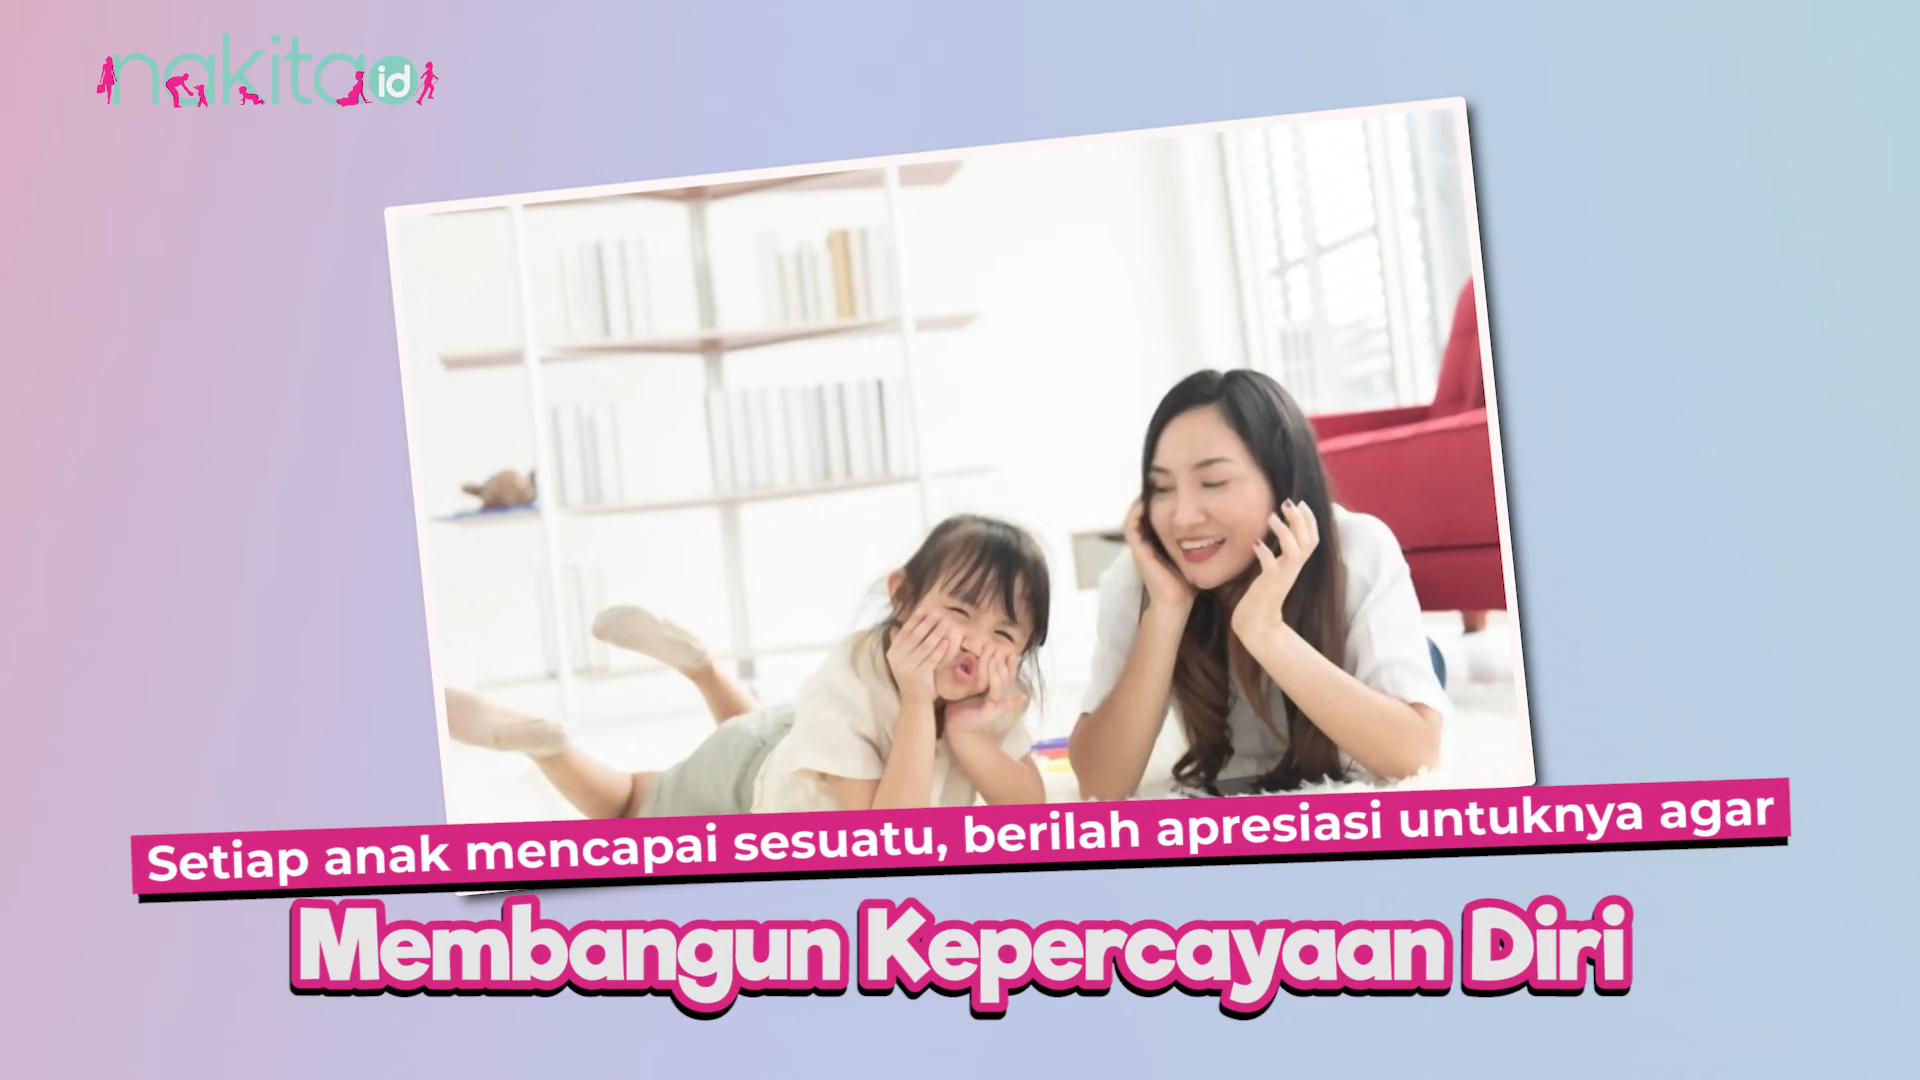 nakita id
Setiap anak mencapai sesuatu, berilah apresiasi untuknya agar
Membangun Kepercayaan Diri